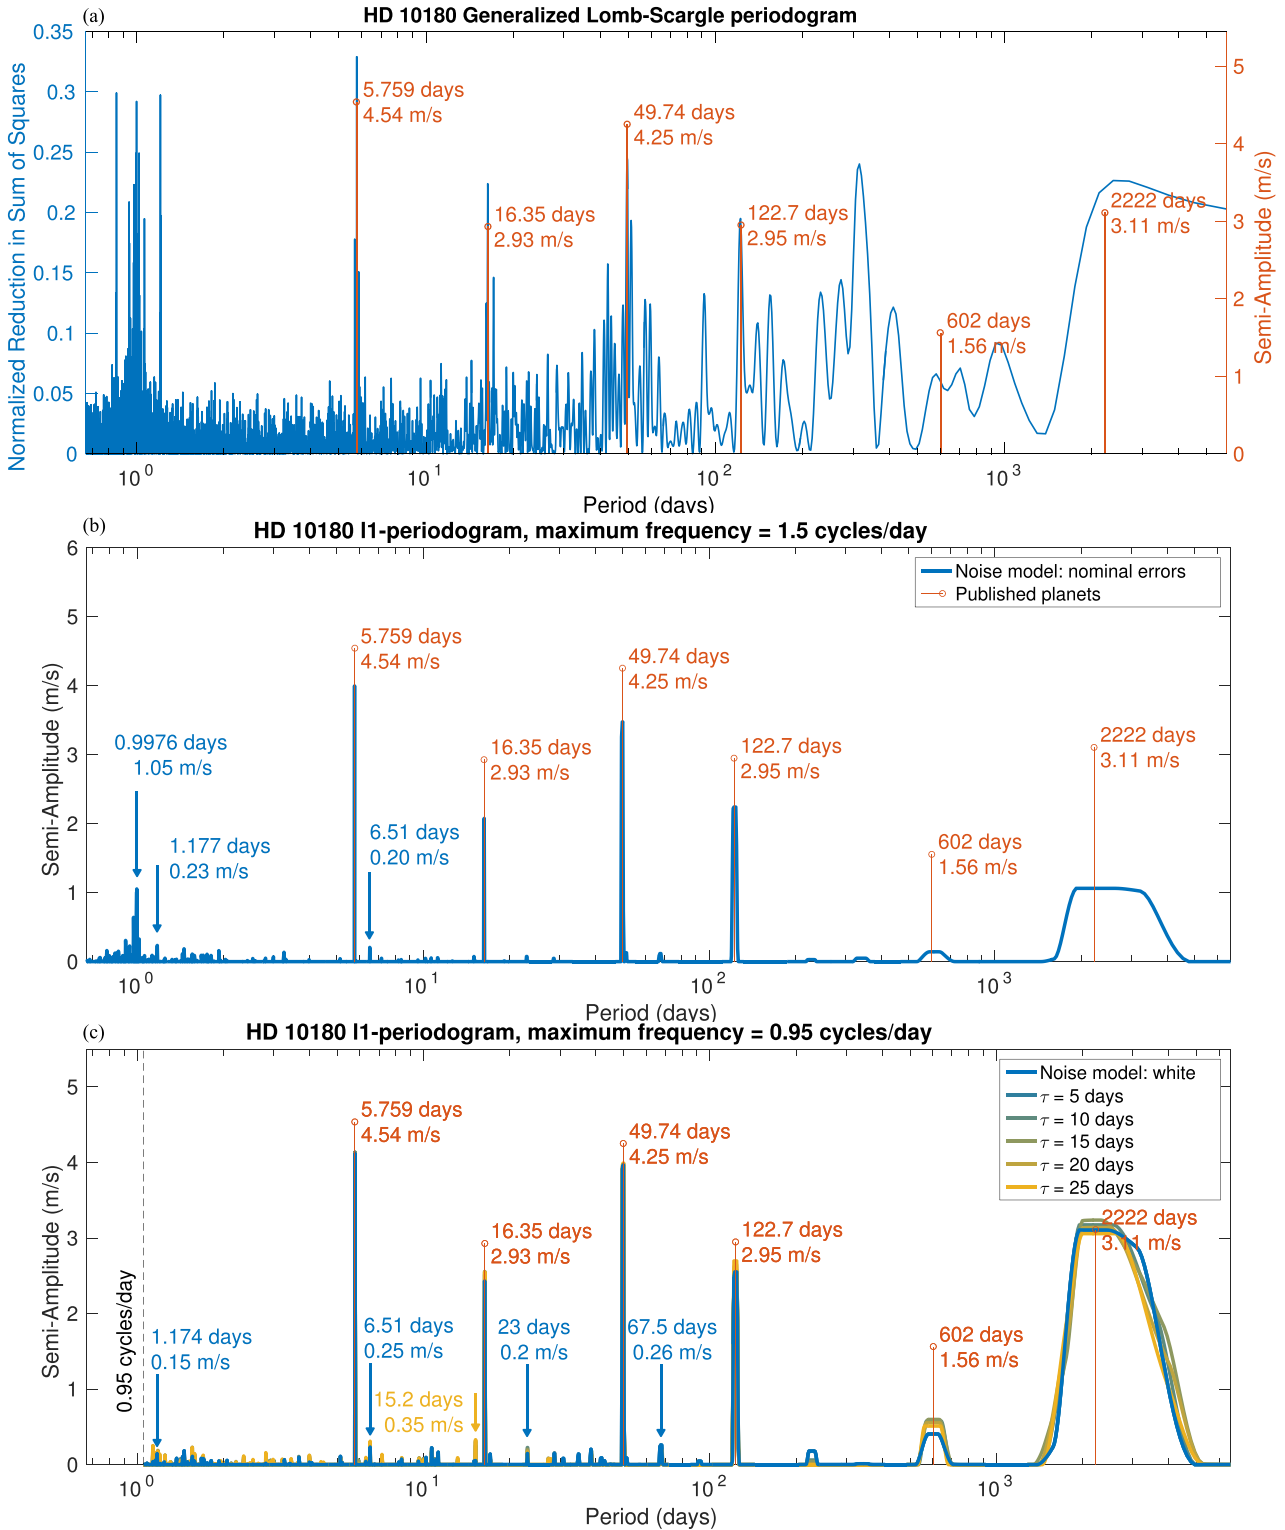 (a)
HD 10180 Generalized Lomb-Scargle periodogram
Normalized Reduction in Sum of Squares
0.35
0.3
0.25
0.2
0.15
0.1
0.05
0
5.759 days
4.54 m/s
16.35 days
2.93 m/s
49.74 days
4.25 m/s
122.7 days
2.95 m/s
602 days
1.56 m/s
2222 days
3.11 m/s
5
4
3
2
1
0
Semi-Amplitude (m/s)
10^0
10^1
10^2
10^3
Period (days)
(b)
HD 10180 l1-periodogram, maximum frequency = 1.5 cycles/day
Semi-Amplitude (m/s)
6
5
4
3
2
1
0
Noise model: nominal errors
Published planets
0.9976 days
1.05 m/s
1.177 days
0.23 m/s
5.759 days
4.54 m/s
6.51 days
0.20 m/s
16.35 days
2.93 m/s
49.74 days
4.25 m/s
122.7 days
2.95 m/s
602 days
1.56 m/s
2222 days
3.11 m/s
10^0
10^1
10^2
10^3
Period (days)
(c)
HD 10180 l1-periodogram, maximum frequency = 0.95 cycles/day
Semi-Amplitude (m/s)
5
4
3
2
1
0
Noise model: white
τ = 5 days
τ = 10 days
τ = 15 days
τ = 20 days
τ = 25 days
0.95 cycles/day
1.174 days
0.15 m/s
5.759 days
4.54 m/s
6.51 days
0.25 m/s
15.2 days
0.35 m/s
16.35 days
2.93 m/s
23 days
0.2 m/s
49.74 days
4.25 m/s
67.5 days
0.26 m/s
122.7 days
2.95 m/s
602 days
1.56 m/s
2222 days
3.11 m/s
10^0
10^1
10^2
10^3
Period (days)